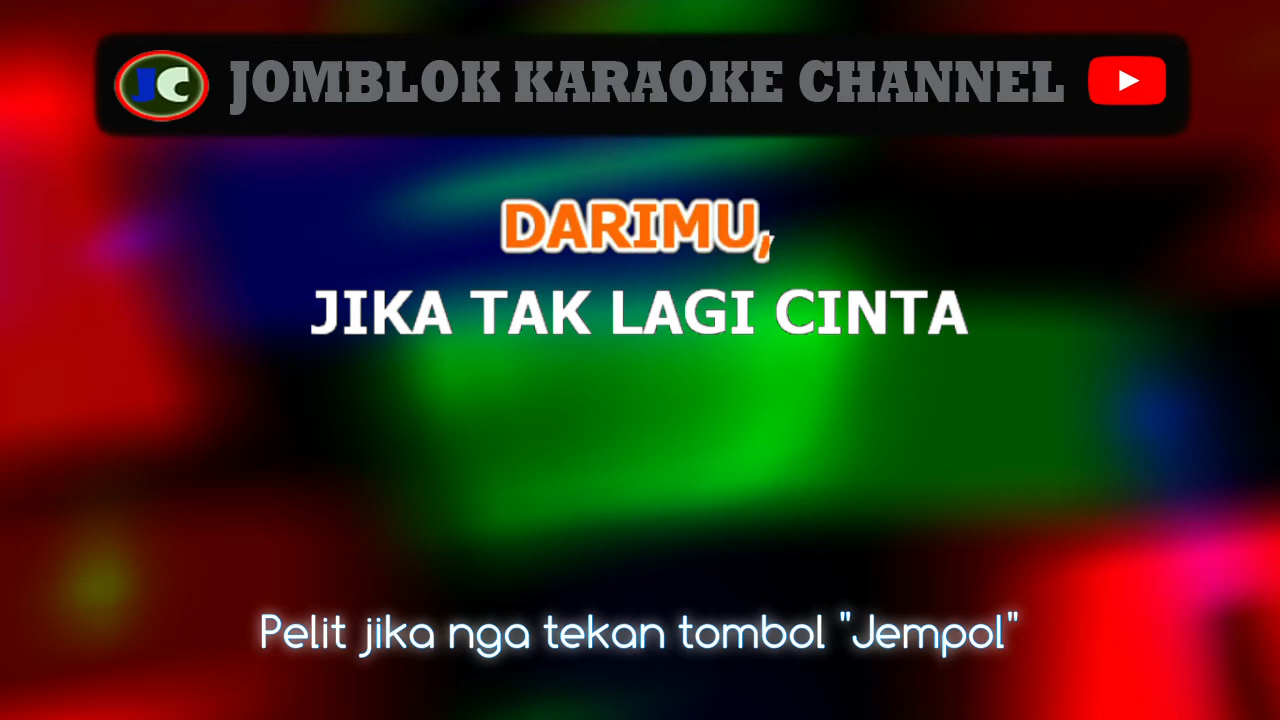 JC JOMBLOK KARAOKE CHANNEL
DARIMU,
JIKA TAK LAGI CINTA
Pelit jika nga tekan tombol "Jempol"